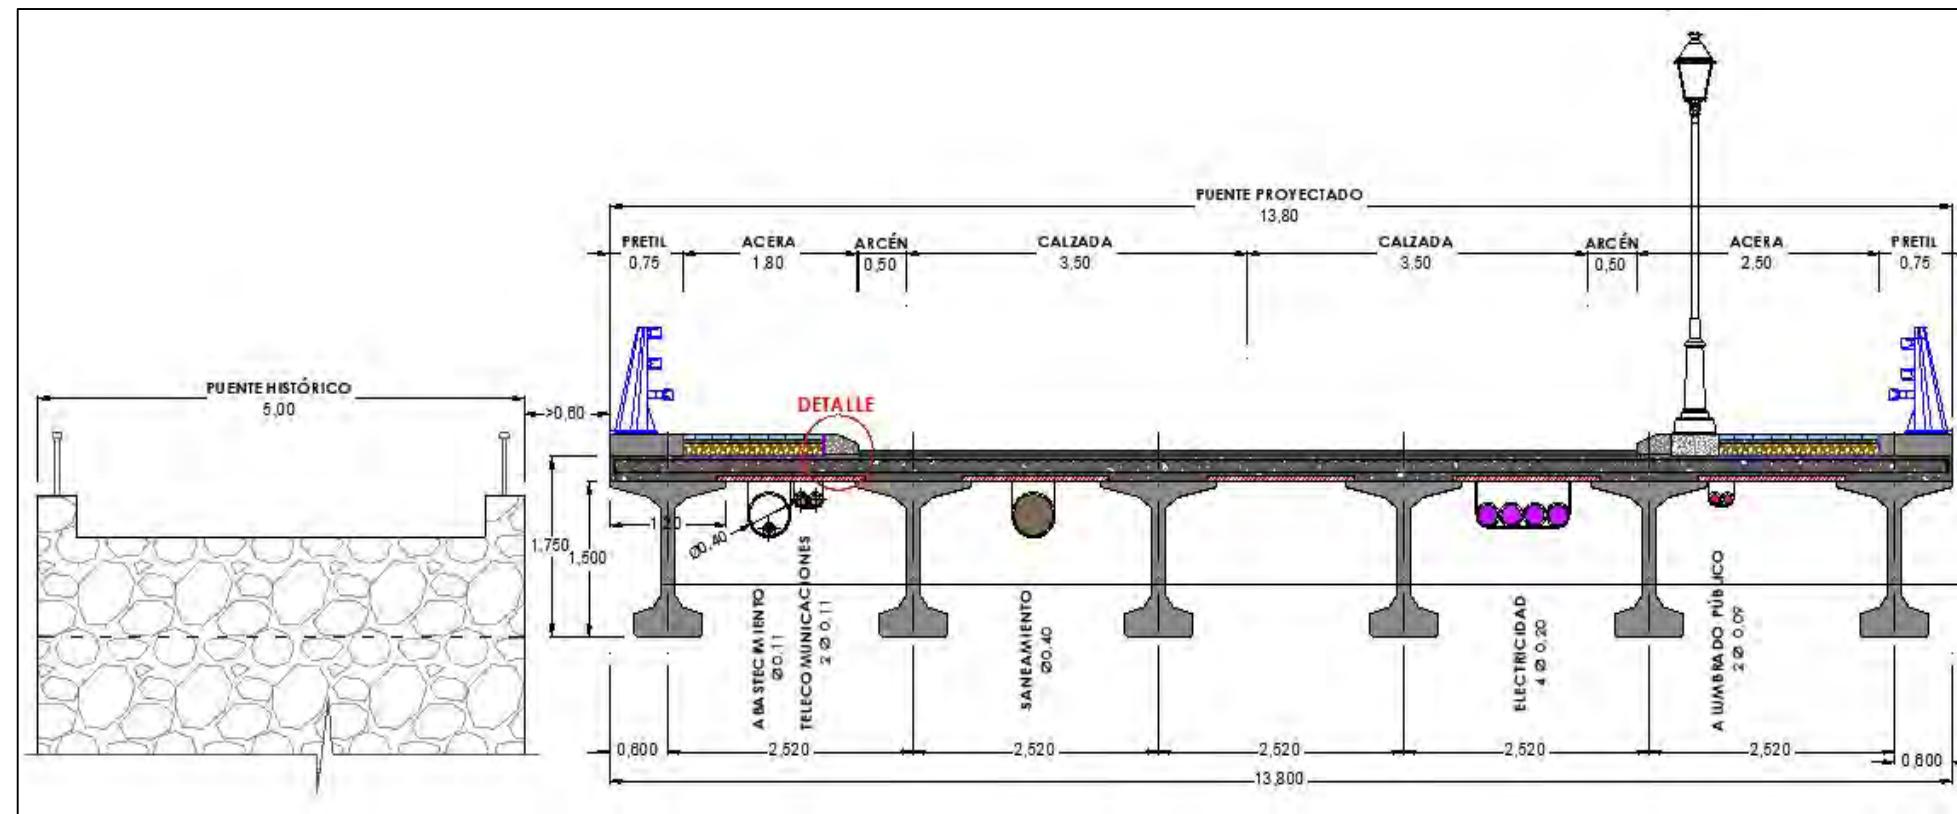 PUENTE PROYECTADO
13,80
PRETIL ACERA ARCÉN CALZADA CALZADA ARCÉN ACERA PRETIL
0,75 1,80 0,50 3,50 3,50 0,50 2,50 0,75
PUENTE HISTÓRICO
5,00
>0,80
DETALLE
1,20
1,750
1,500
Ø0,40
ABASTECIMIENTO
Ø0,11
TELECOMUNICACIONES
2 Ø 0,11
SANEAMIENTO
Ø0,40
ELECTRICIDAD
4 Ø 0,20
ALUMBRADO PÚBLICO
2 Ø 0,09
0,600 2,520 2,520 2,520 2,520 2,520 0,600
13,800